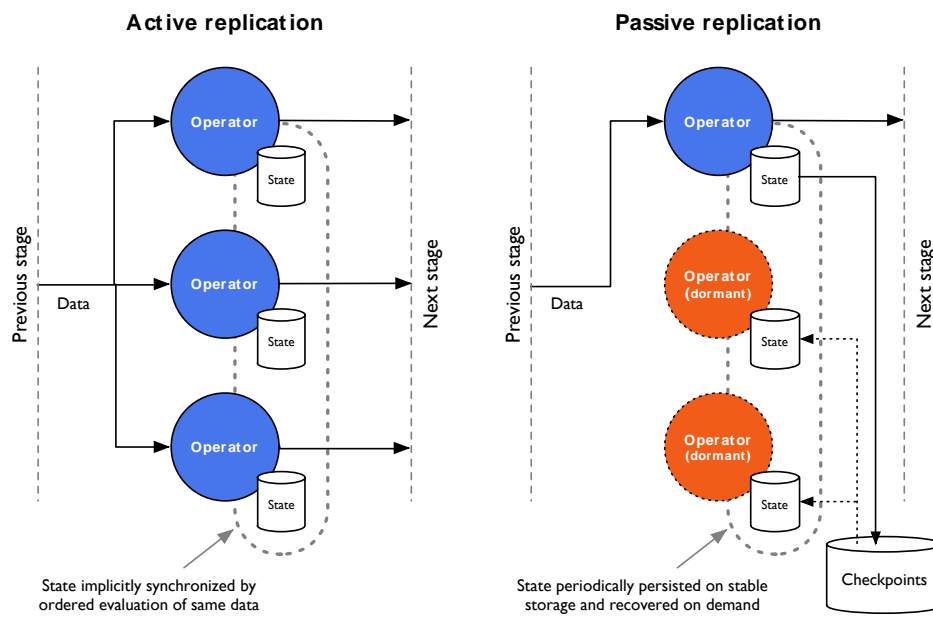 Active replication
Previous stage
Data
Operator
State
Operator
State
Operator
State
Next stage
State implicitly synchronized by
ordered evaluation of same data
Passive replication
Previous stage
Data
Operator
State
Operator
(dormant)
State
Operator
(dormant)
State
Next stage
Checkpoints
State periodically persisted on stable
storage and recovered on demand